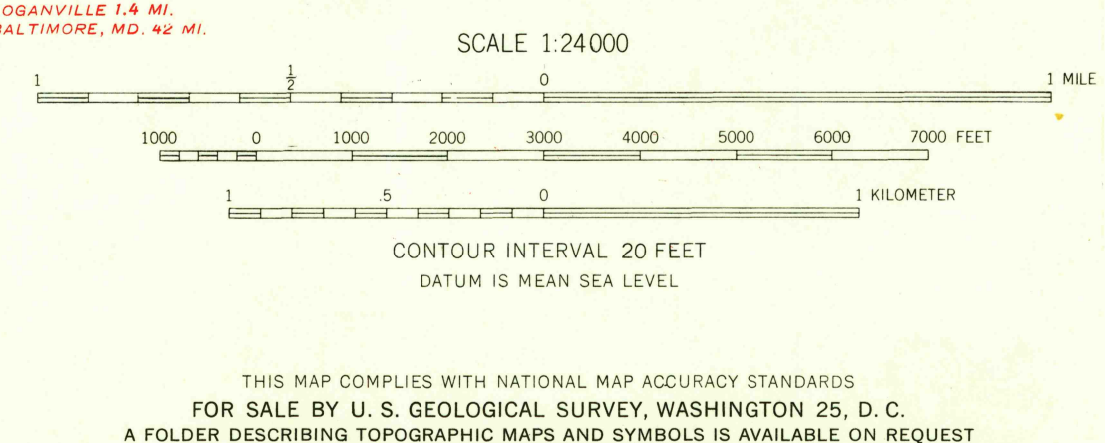 OGANVILLE 1.4 MI.
BALTIMORE, MD. 42 MI.
SCALE 1:24000
1 1/2 0 1 MILE
1000 0 1000 2000 3000 4000 5000 6000 7000 FEET
1 .5 0 1 KILOMETER
CONTOUR INTERVAL 20 FEET
DATUM IS MEAN SEA LEVEL
THIS MAP COMPLIES WITH NATIONAL MAP ACCURACY STANDARDS
FOR SALE BY U. S. GEOLOGICAL SURVEY, WASHINGTON 25, D. C.
A FOLDER DESCRIBING TOPOGRAPHIC MAPS AND SYMBOLS IS AVAILABLE ON REQUEST